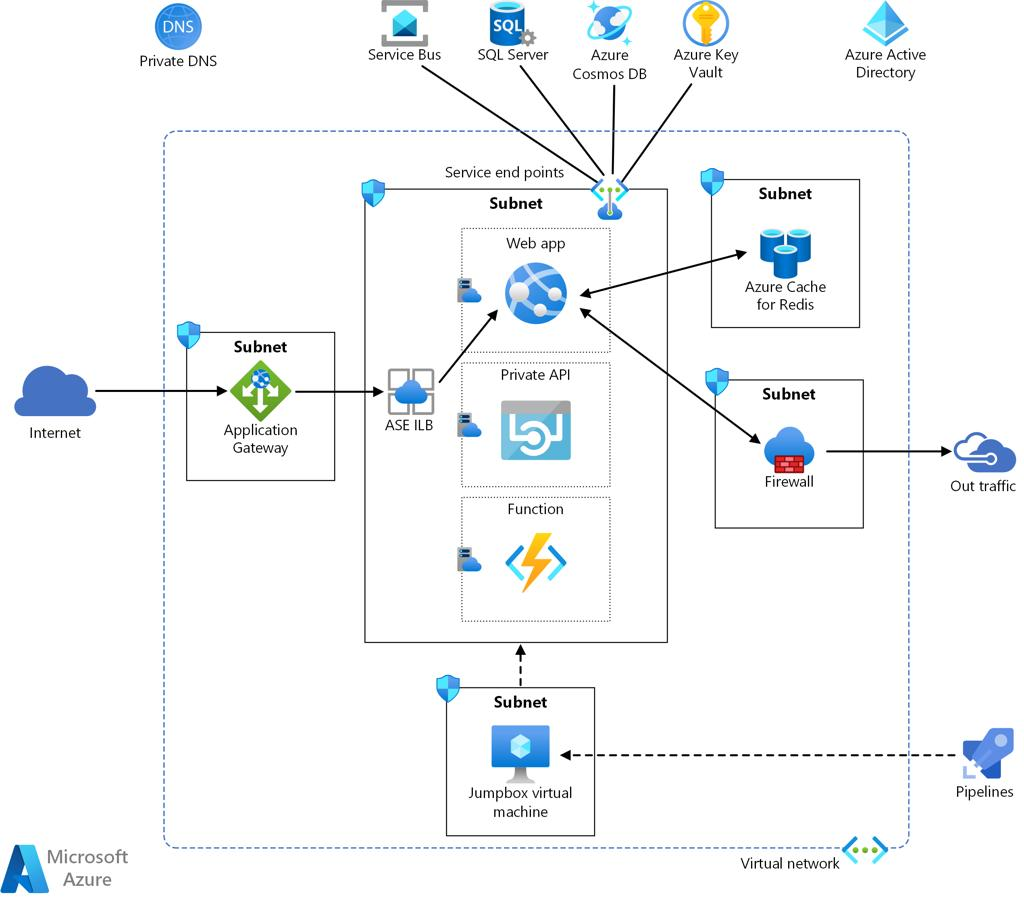 DNS
Private DNS
Service Bus
SQL
SQL Server
Azure
Cosmos DB
Azure Key
Vault
Azure Active
Directory
Service end points
Subnet
Web app
Subnet
Azure Cache
for Redis
Subnet
Application
Gateway
Internet
ASE ILB
Private API
Subnet
Firewall
Out traffic
Function
Subnet
Jumpbox virtual
machine
Pipelines
Virtual network
Microsoft
Azure